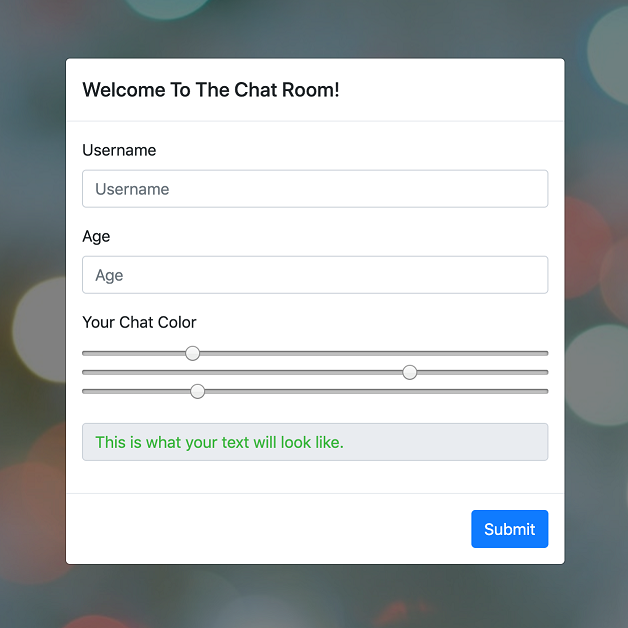 Welcome To The Chat Room!
Username
Username
Age
Age
Your Chat Color
This is what your text will look like.
Submit